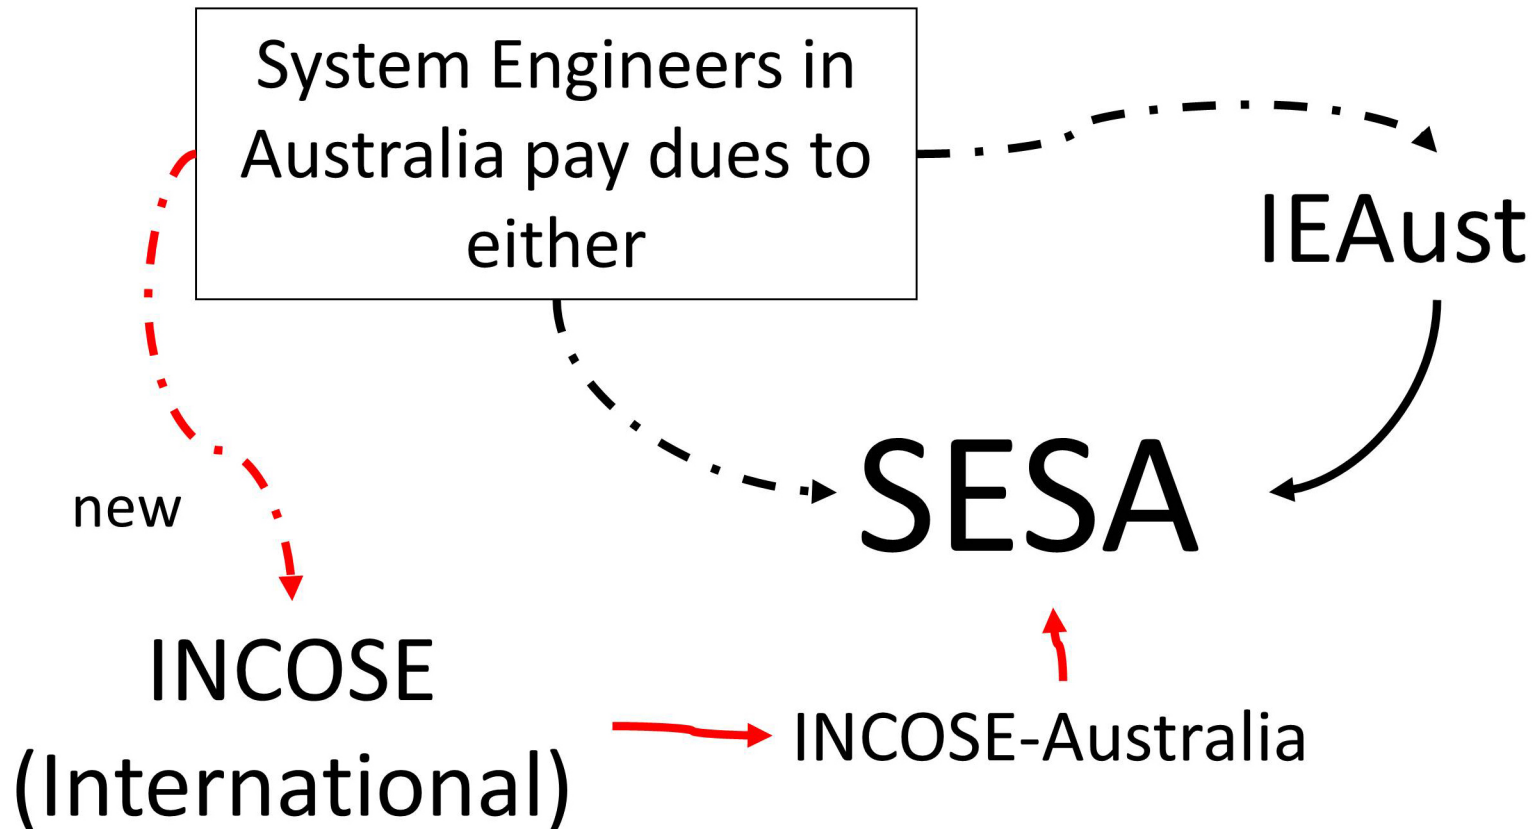 System Engineers in
Australia pay dues to
either
IEAust
SESA
new
INCOSE
(International)
INCOSE-Australia